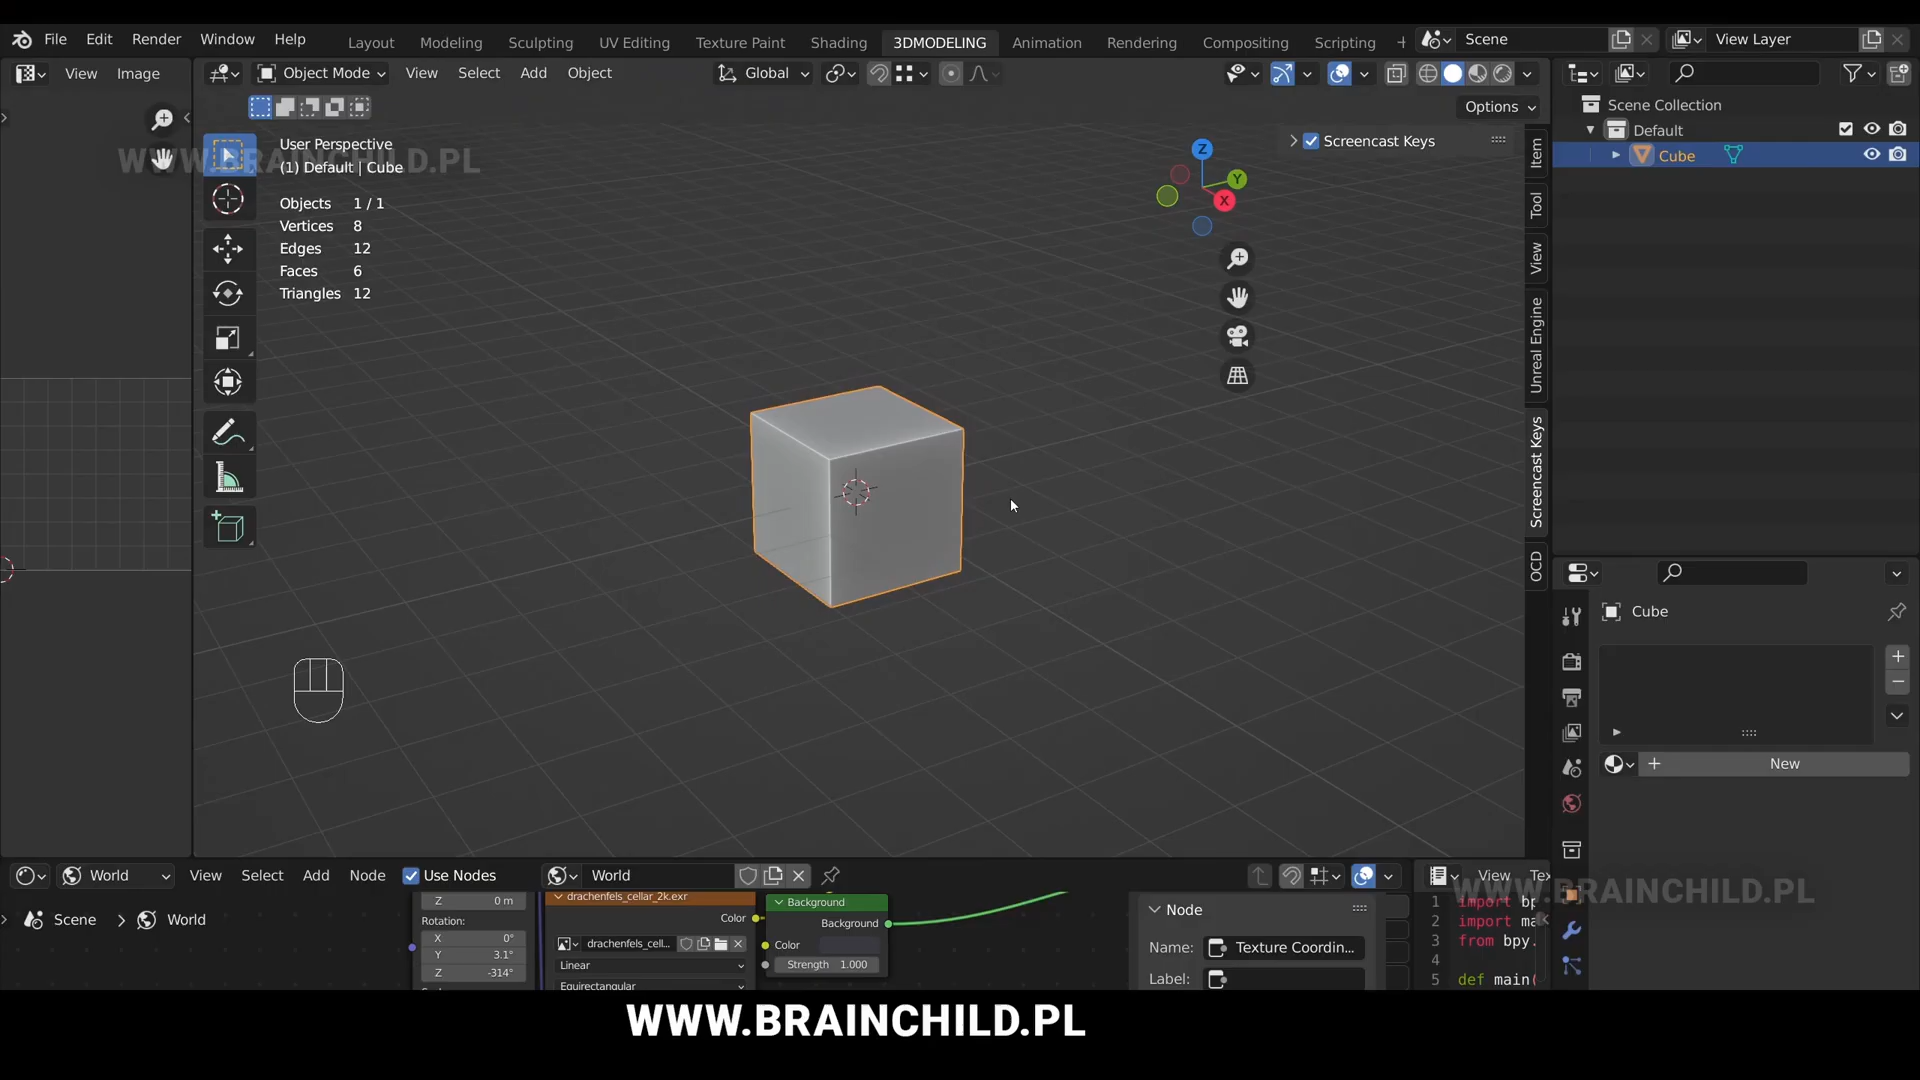 File Edit Render Window Help
Layout Modeling Sculpting UV Editing Texture Paint Shading 3DMODELING Animation Rendering Compositing Scripting +
Scene
View Layer
View Image
Object Mode View Select Add Object
Global
Options
WWW.BRAINCHILD.PL
User Perspective
(1) Default | Cube
Objects 1 / 1
Vertices 8
Edges 12
Faces 6
Triangles 12
Z
Y
X
Screencast Keys
Item
Tool
View
Unreal Engine
Screencast Keys
OCD
Scene Collection
Default
Cube
Cube
New
World View Select Add Node Use Nodes
World
View
Scene World
Z 0 m
Rotation:
X 0°
Y 3.1°
Z -314°
drachenfels_cellar_2k.exr
Color
drachenfels_cell...
Linear
Equirectangular
Background
Background
Color
Strength 1.000
Node
Name: Texture Coordin...
Label:
1 import bp
2 import ma
3 from bpy.
4
5 def main(
WWW.BRAINCHILD.PL
WWW.BRAINCHILD.PL